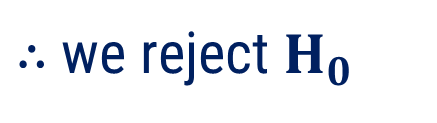 ∴ we reject H₀